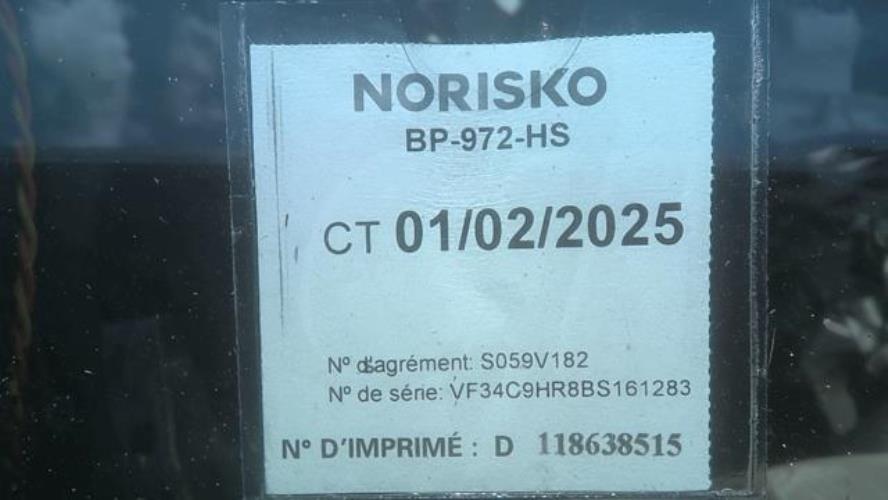 NORISKO
BP-972-HS
CT 01/02/2025
N° d'agrément: S059V182
N° de série: VF34C9HR8BS161283
N° D'IMPRIMÉ : D 118638515